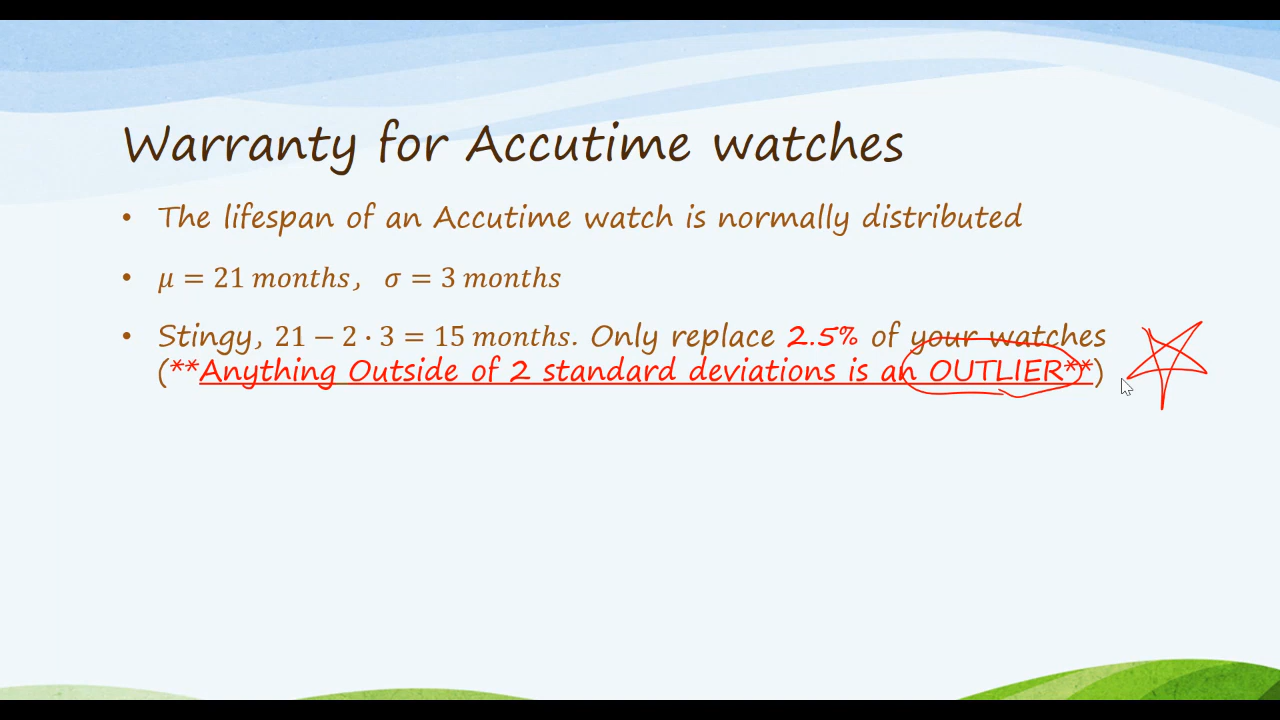 Warranty for Accutime watches
• The lifespan of an Accutime watch is normally distributed
• μ = 21 months, σ = 3 months
• Stingy, 21 − 2 · 3 = 15 months. Only replace 2.5% of your watches
(**Anything Outside of 2 standard deviations is an OUTLIER**)